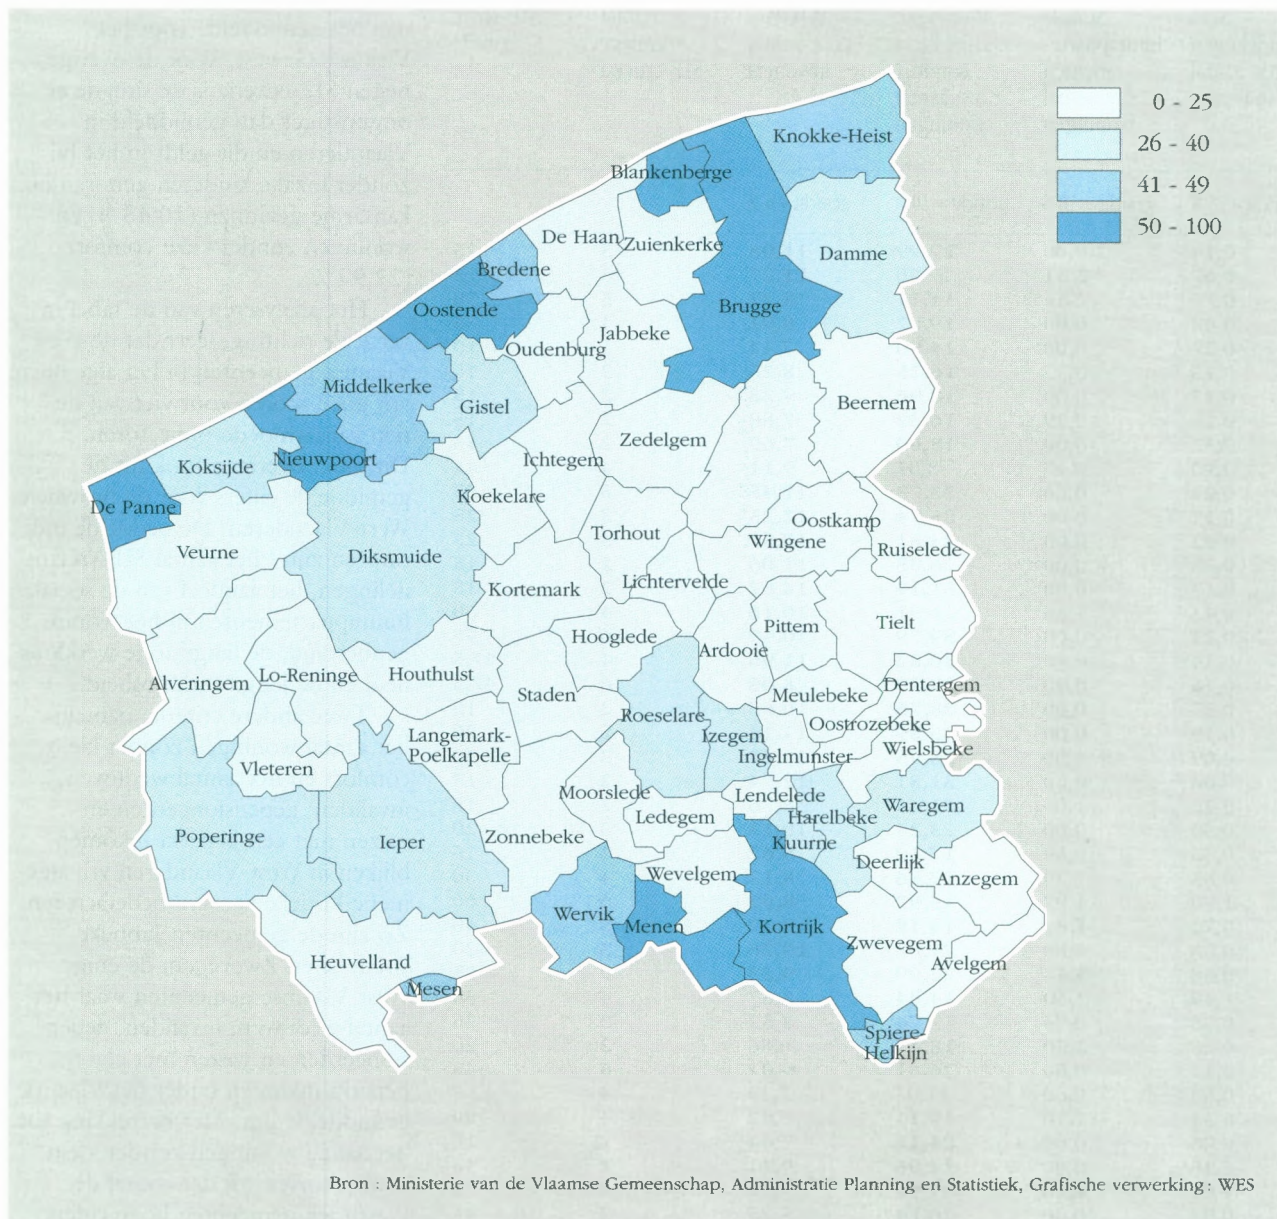 0 - 25
26 - 40
41 - 49
50 - 100
Knokke-Heist
Blankenberge
De Haan
Zuienkerke
Damme
Bredene
Oostende
Brugge
Jabbeke
Oudenburg
Middelkerke
Gistel
Beernem
Zedelgem
Koksijde
Nieuwpoort
Ichtegem
De Panne
Koekelare
Oostkamp
Torhout
Wingene
Veurne
Diksmuide
Ruiselede
Kortemark
Lichtervelde
Hooglede
Pittem
Tielt
Ardooie
Alveringem
Lo-Reninge
Houthulst
Staden
Meulebeke
Dentergem
Roeselare
Izegem
Oostrozebeke
Langemark-
Poelkapelle
Ingelmunster
Wielsbeke
Vleteren
Moorslede
Lendelede
Waregem
Ledegem
Harelbeke
Poperinge
Ieper
Zonnebeke
Kuurne
Deerlijk
Wevelgem
Anzegem
Wervik
Menen
Kortrijk
Zwevegem
Heuvelland
Avelgem
Mesen
Spiere-
Helkijn
Bron : Ministerie van de Vlaamse Gemeenschap, Administratie Planning en Statistiek, Grafische verwerking : WES